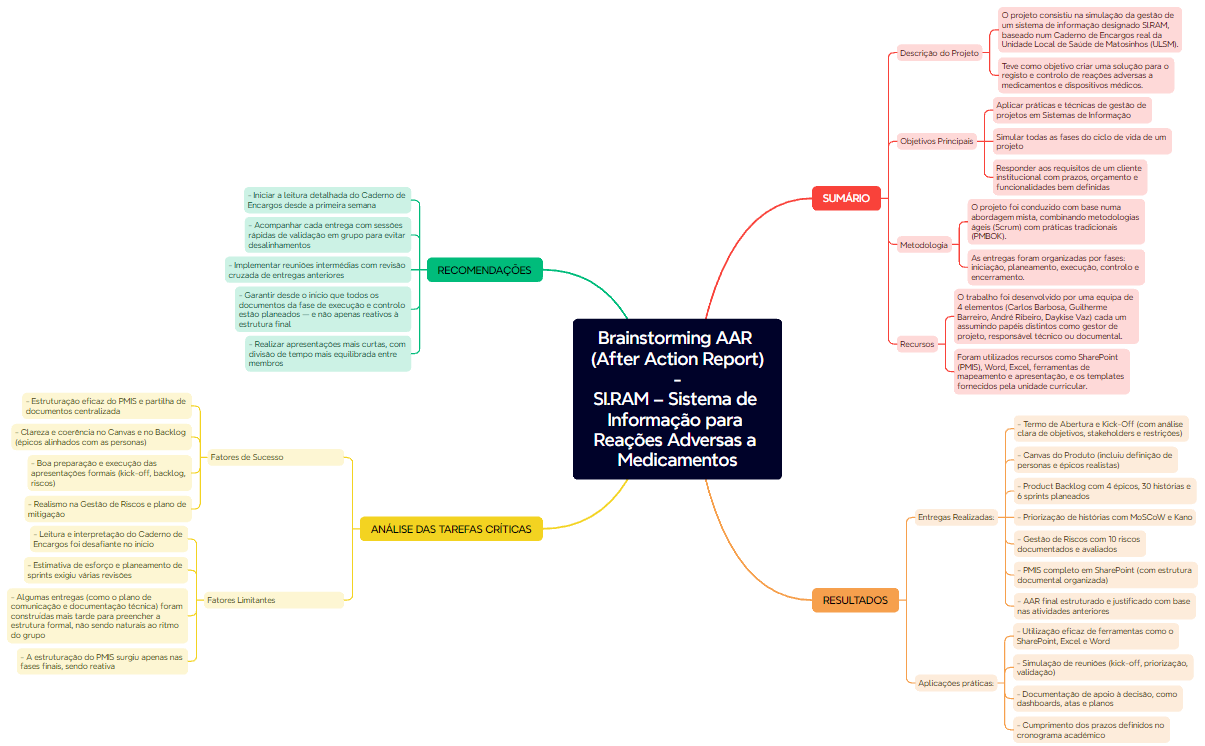 Brainstorming AAR
(After Action Report)
–
SI.RAM – Sistema de
Informação para
Reações Adversas a
Medicamentos
SUMÁRIO
Descrição do Projeto
O projeto consistiu na simulação da gestão de
um sistema de informação designado SI.RAM,
baseado num Caderno de Encargos real da
Unidade Local de Saúde de Matosinhos (ULSM).
Teve como objetivo criar uma solução para o
registo e controlo de reações adversas a
medicamentos e dispositivos médicos.
Objetivos Principais
Aplicar práticas e técnicas de gestão de
projetos em Sistemas de Informação
Simular todas as fases do ciclo de vida de um
projeto
Responder aos requisitos de um cliente
institucional com prazos, orçamento e
funcionalidades bem definidas
Metodologia
O projeto foi conduzido com base numa
abordagem mista, combinando metodologias
ágeis (Scrum) com práticas tradicionais
(PMBOK).
As entregas foram organizadas por fases:
iniciação, planeamento, execução, controlo e
encerramento.
Recursos
O trabalho foi desenvolvido por uma equipa de
4 elementos (Carlos Barbosa, Guilherme
Barreiro, André Ribeiro, Daykise Vaz) cada um
assumindo papéis distintos como gestor de
projeto, responsável técnico ou documental.
Foram utilizados recursos como SharePoint
(PMIS), Word, Excel, ferramentas de
mapeamento e apresentação, e os templates
fornecidos pela unidade curricular.
RESULTADOS
Entregas Realizadas:
- Termo de Abertura e Kick-Off (com análise
clara de objetivos, stakeholders e restrições)
- Canvas do Produto (incluiu definição de
personas e épicos realistas)
- Product Backlog com 4 épicos, 30 histórias e
6 sprints planeados
- Priorização de histórias com MoSCoW e Kano
- Gestão de Riscos com 10 riscos
documentados e avaliados
- PMIS completo em SharePoint (com estrutura
documental organizada)
- AAR final estruturado e justificado com base
nas atividades anteriores
Aplicações práticas:
- Utilização eficaz de ferramentas como o
SharePoint, Excel e Word
- Simulação de reuniões (kick-off, priorização,
validação)
- Documentação de apoio à decisão, como
dashboards, atas e planos
- Cumprimento dos prazos definidos no
cronograma académico
ANÁLISE DAS TAREFAS CRÍTICAS
Fatores de Sucesso
- Estruturação eficaz do PMIS e partilha de
documentos centralizada
- Clareza e coerência no Canvas e no Backlog
(épicos alinhados com as personas)
- Boa preparação e execução das
apresentações formais (kick-off, backlog,
riscos)
- Realismo na Gestão de Riscos e plano de
mitigação
Fatores Limitantes
- Leitura e interpretação do Caderno de
Encargos foi desafiante no início
- Estimativa de esforço e planeamento de
sprints exigiu várias revisões
- Algumas entregas (como o plano de
comunicação e documentação técnica) foram
construídas mais tarde para preencher a
estrutura formal, não sendo naturais ao ritmo
do grupo
- A estruturação do PMIS surgiu apenas nas
fases finais, sendo reativa
RECOMENDAÇÕES
- Iniciar a leitura detalhada do Caderno de
Encargos desde a primeira semana
- Acompanhar cada entrega com sessões
rápidas de validação em grupo para evitar
desalinhamentos
- Implementar reuniões intermédias com revisão
cruzada de entregas anteriores
- Garantir desde o início que todos os
documentos da fase de execução e controlo
estão planeados — e não apenas reativos à
estrutura final
- Realizar apresentações mais curtas, com
divisão de tempo mais equilibrada entre
membros